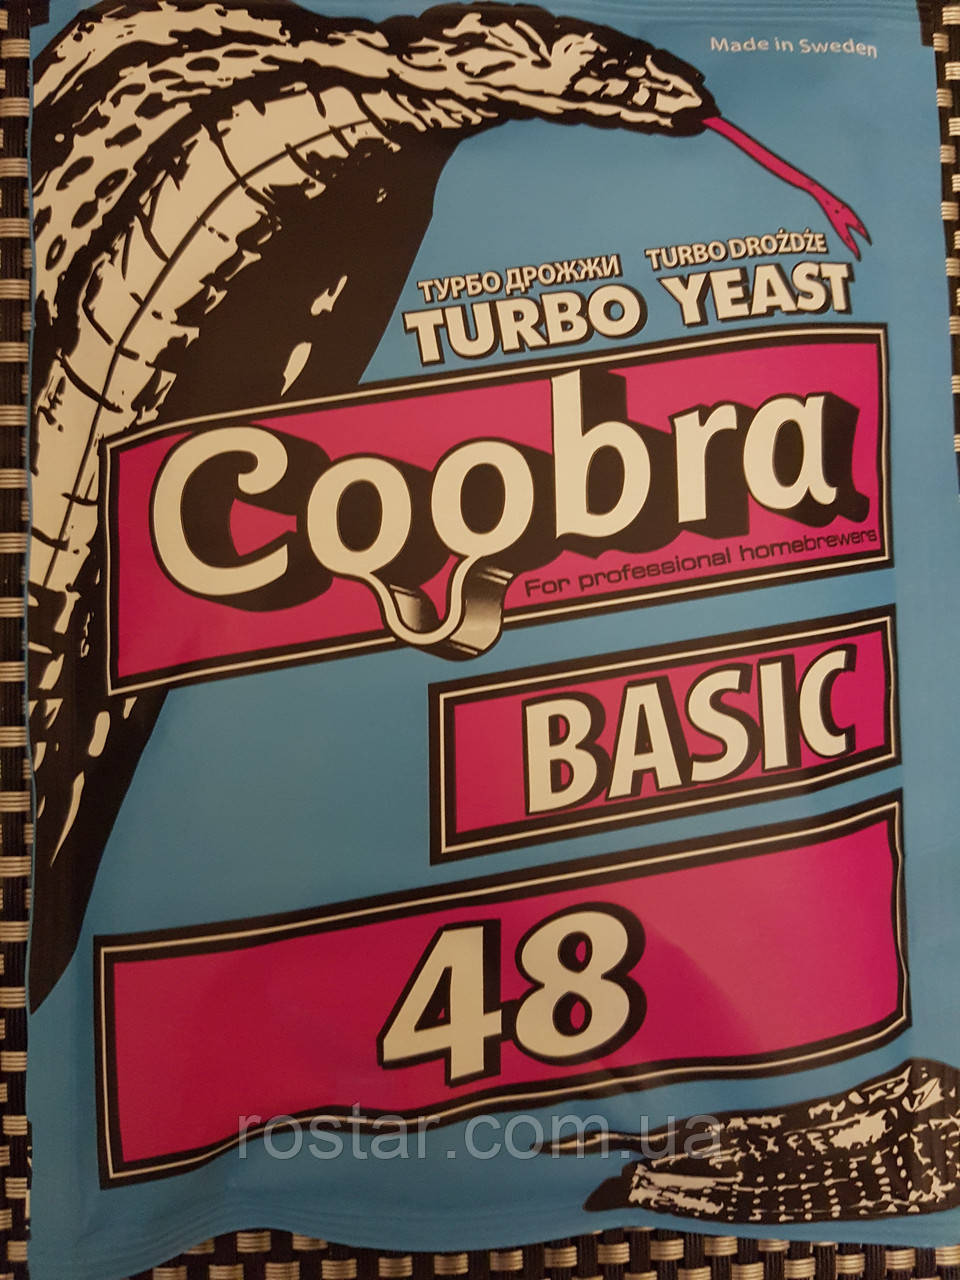 Made in Sweden
ТУРБО ДРОЖЖИ TURBO DROŻDŻE
TURBO YEAST
Coobra
For professional homebrewers
BASIC
48
rostar.com.ua